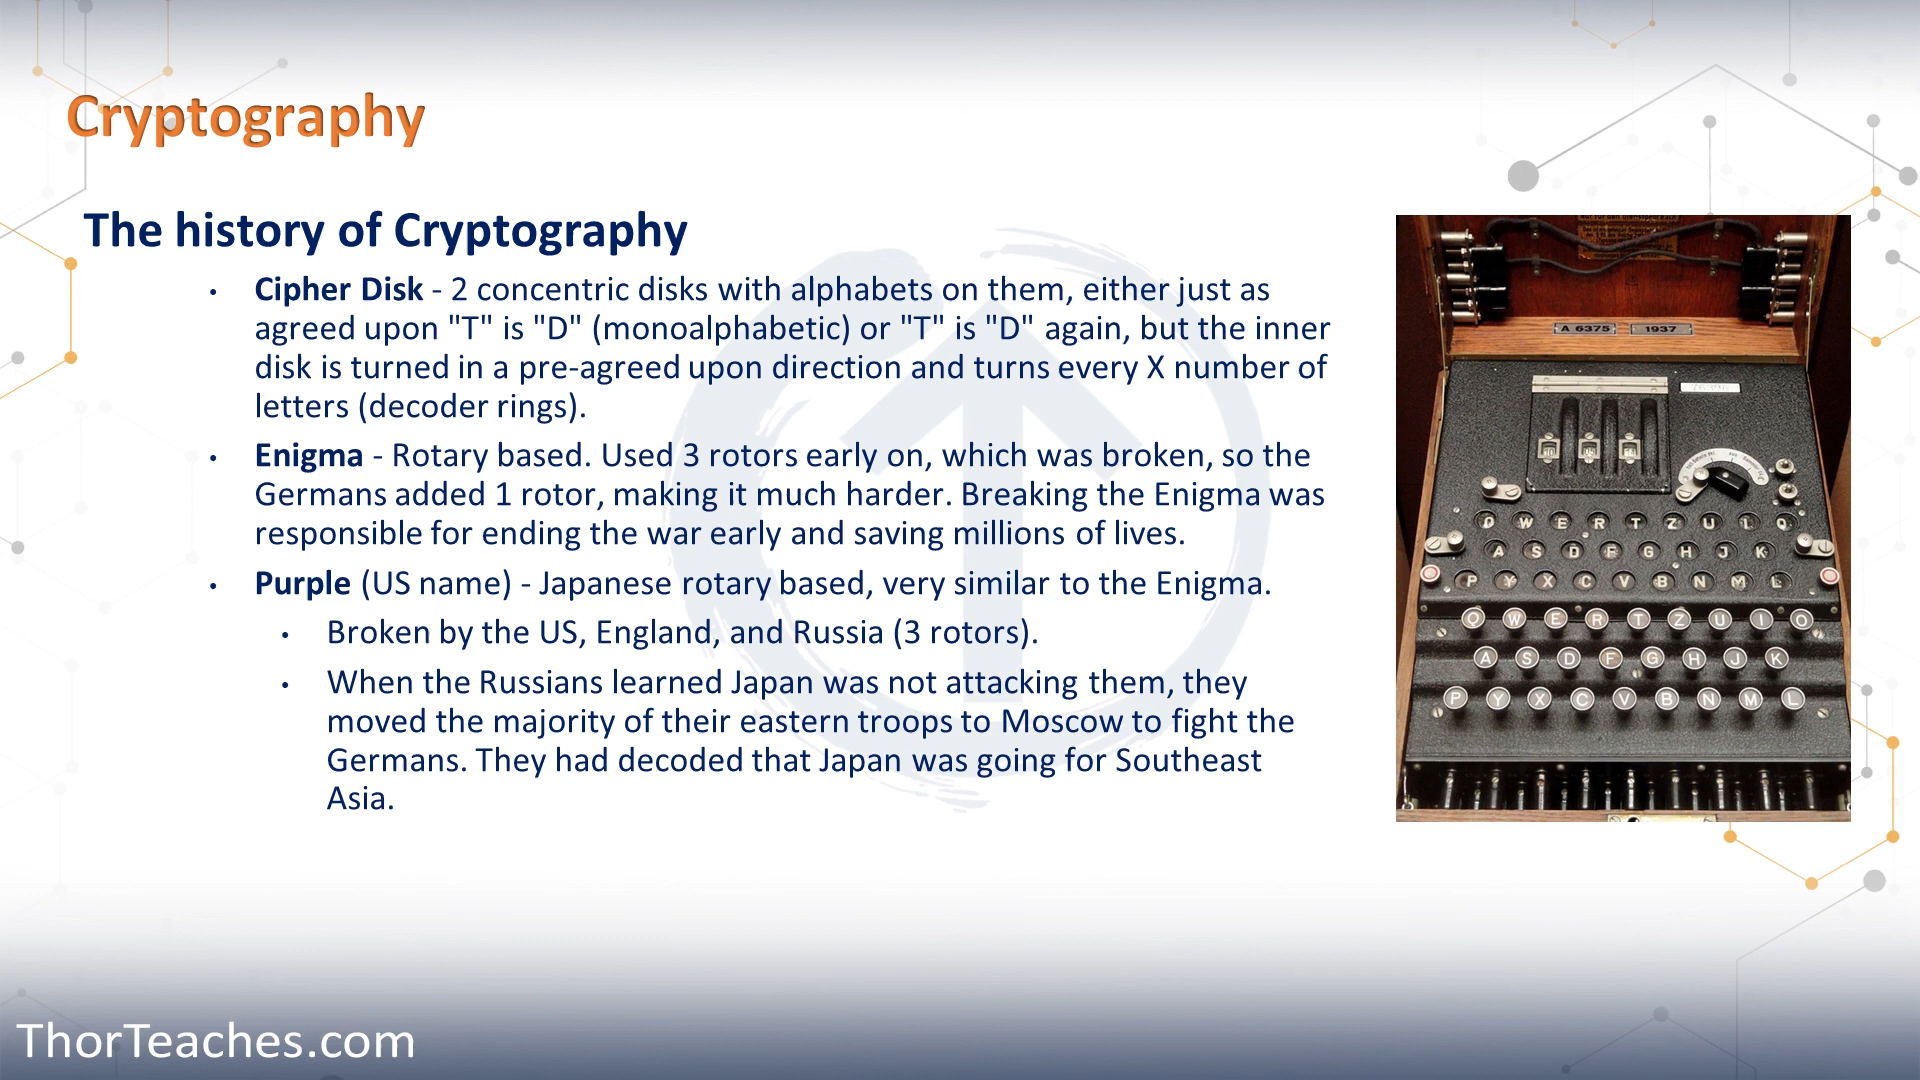 Cryptography
The history of Cryptography
• Cipher Disk - 2 concentric disks with alphabets on them, either just as
agreed upon "T" is "D" (monoalphabetic) or "T" is "D" again, but the inner
disk is turned in a pre-agreed upon direction and turns every X number of
letters (decoder rings).
• Enigma - Rotary based. Used 3 rotors early on, which was broken, so the
Germans added 1 rotor, making it much harder. Breaking the Enigma was
responsible for ending the war early and saving millions of lives.
• Purple (US name) - Japanese rotary based, very similar to the Enigma.
• Broken by the US, England, and Russia (3 rotors).
• When the Russians learned Japan was not attacking them, they
moved the majority of their eastern troops to Moscow to fight the
Germans. They had decoded that Japan was going for Southeast
Asia.
A 6375 1937
Q W E R T Z U I O
A S D F G H J K
P Y X C V B N M L
Q W E R T Z U I O
A S D F G H J K
P Y X C V B N M L
ThorTeaches.com